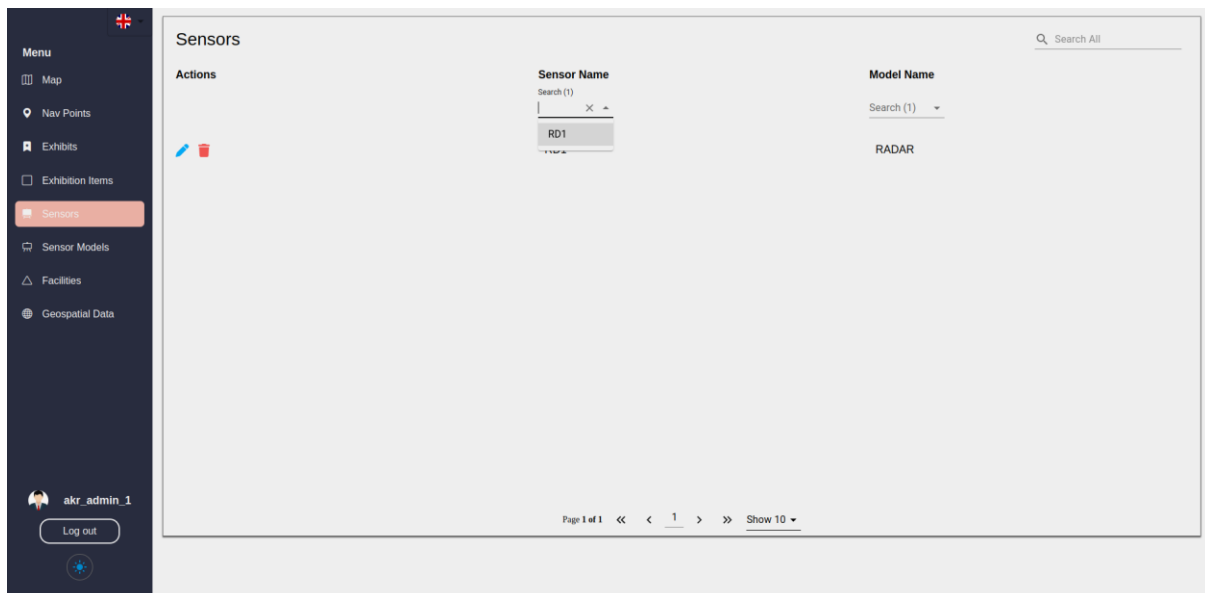 Menu
Map
Nav Points
Exhibits
Exhibition Items
Sensors
Sensor Models
Facilities
Geospatial Data
akr_admin_1
Log out
Sensors
Search All
Actions Sensor Name Model Name
Search (1)
Search (1)
RD1
RADAR
Page 1 of 1 1 Show 10